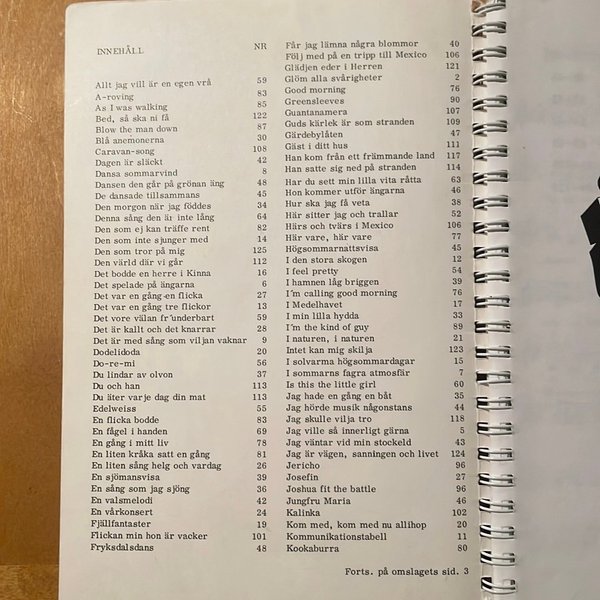 INNEHÅLL NR
Allt jag vill är en egen vrå 59
A-roving 83
As I was walking 85
Bed, så ska ni få 122
Blow the man down 87
Blå anemonerna 30
Caravan-song 108
Dagen är släckt 42
Dansa sommarvind 8
Dansen den går på grönan äng 48
De dansade tillsammans 45
Den morgon när jag föddes 34
Denna sång den är inte lång 64
Den som ej kan träffe rent 82
Den som inte sjunger med 14
Den som tror på mig 125
Den värld där vi går 112
Det bodde en herre i Kinna 16
Det spelade på ängarna 6
Det var en gång en flicka 27
Det var en gång tre flickor 13
Det vore välan fr'underbart 59
Det är kallt och det knarrar 28
Det är med sång som viljan vaknar 9
Dodelidoda 20
Do-re-mi 56
Du lindar av olvon 37
Du och han 113
Du äter varje dag din mat 113
Edelweiss 55
En flicka bodde 83
En fågel i handen 69
En gång i mitt liv 78
En liten kråka satt en gång 81
En liten sång helg och vardag 26
En sjömansvisa 39
En sång som jag sjöng 36
En valsmelodi 42
En vårkonsert 24
Fjällfantaster 19
Flickan min hon är vacker 101
Fryksdalsdans 48
Får jag lämna några blommor 40
Följ med på en tripp till Mexico 106
Glädjen eder i Herren 121
Glöm alla svårigheter 2
Good morning 76
Greensleeves 90
Guantanamera 107
Guds kärlek är som stranden 109
Gärdebylåten 47
Gäst i ditt hus 111
Han kom från ett främmande land 117
Han satte sig ned på stranden 114
Har du sett min lilla vita råtta 63
Hon kommer utför ängarna 46
Hur ska jag få veta 38
Här sitter jag och trallar 52
Härs och tvärs i Mexico 106
Här vare, här vare 77
Högsommarnattsvisa 45
I den stora skogen 12
I feel pretty 54
I hamnen låg briggen 39
I'm calling good morning 76
I Medelhavet 17
I min lilla hydda 33
I'm the kind of guy 89
I naturen, i naturen 21
Intet kan mig skilja 123
I solvarma högsommardagar 15
I sommarns fagra atmosfär 7
Is this the little girl 60
Jag hade en gång en båt 35
Jag hörde musik någonstans 44
Jag skulle vilja tro 118
Jag ville så innerligt gärna 5
Jag väntar vid min stockeld 43
Jag är vägen, sanningen och livet 124
Jericho 96
Josefin 27
Joshua fit the battle 96
Jungfru Maria 46
Kalinka 102
Kom med, kom med nu allihop 20
Kommunikationstabell 11
Kookaburra 80
Forts. på omslagets sid. 3